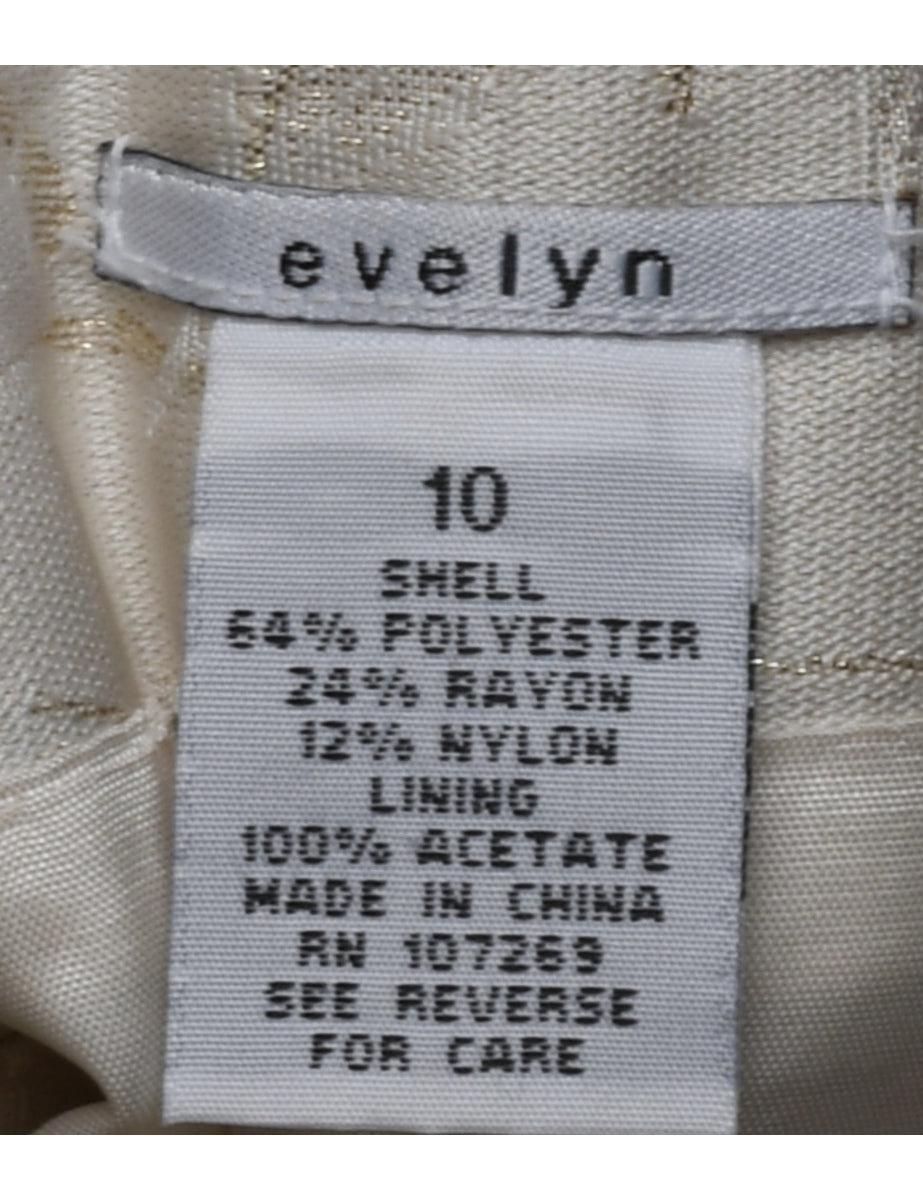 evelyn
10
SHELL
64% POLYESTER
24% RAYON
12% NYLON
LINING
100% ACETATE
MADE IN CHINA
RN 107269
SEE REVERSE
FOR CARE